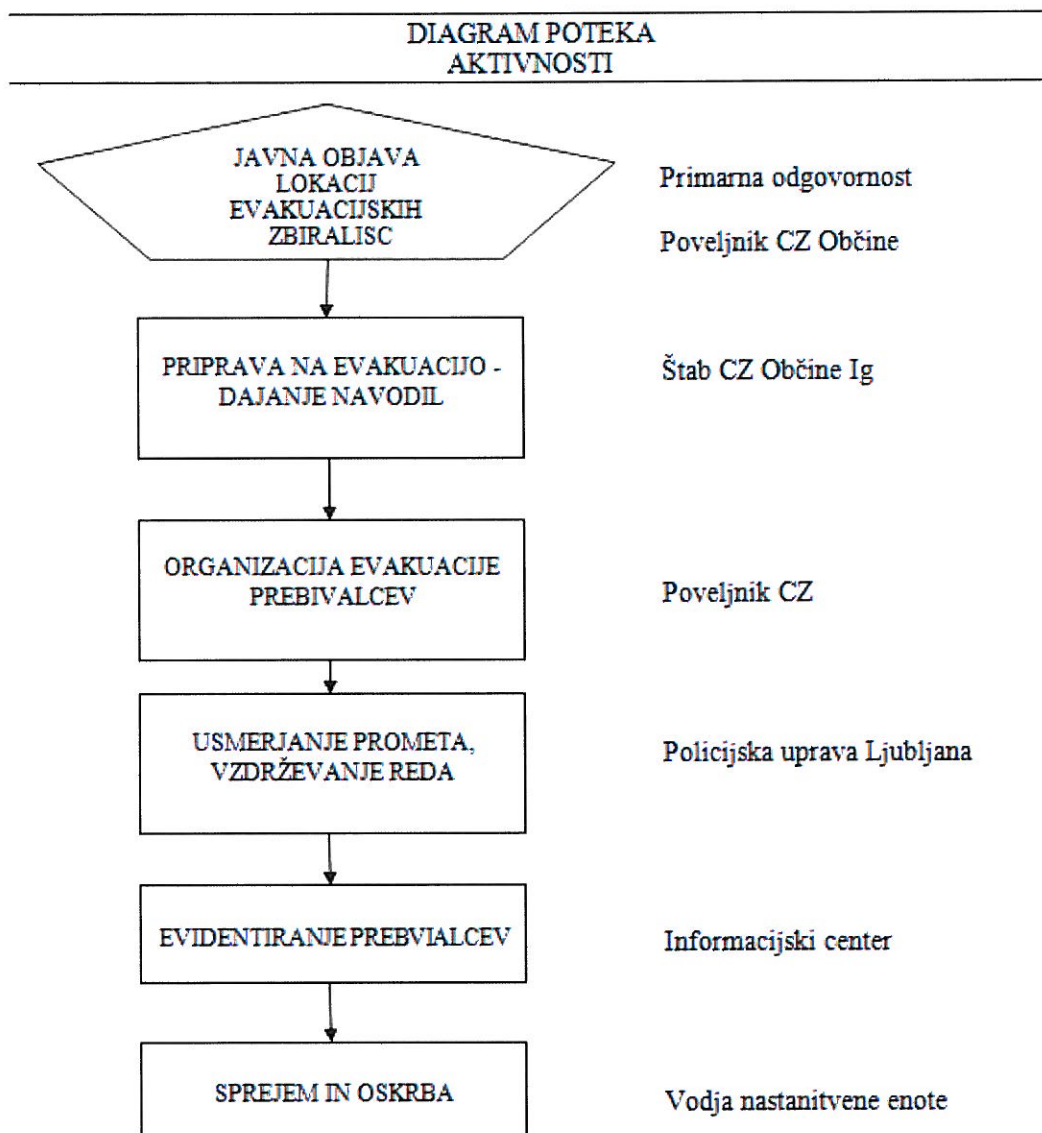 DIAGRAM POTEKA
AKTIVNOSTI
JAVNA OBJAVA
LOKACIJ
EVAKUACIJSKIH
ZBIRALISC
Primarna odgovornost
Poveljnik CZ Občine
PRIPRAVA NA EVAKUACIJO -
DAJANJE NAVODIL
Štab CZ Občine Ig
ORGANIZACIJA EVAKUACIJE
PREBIVALCEV
Poveljnik CZ
USMERJANJE PROMETA,
VZDRŽEVANJE REDA
Policijska uprava Ljubljana
EVIDENTIRANJE PREBVIALCEV
Informacijski center
SPREJEM IN OSKRBA
Vodja nastanitvene enote